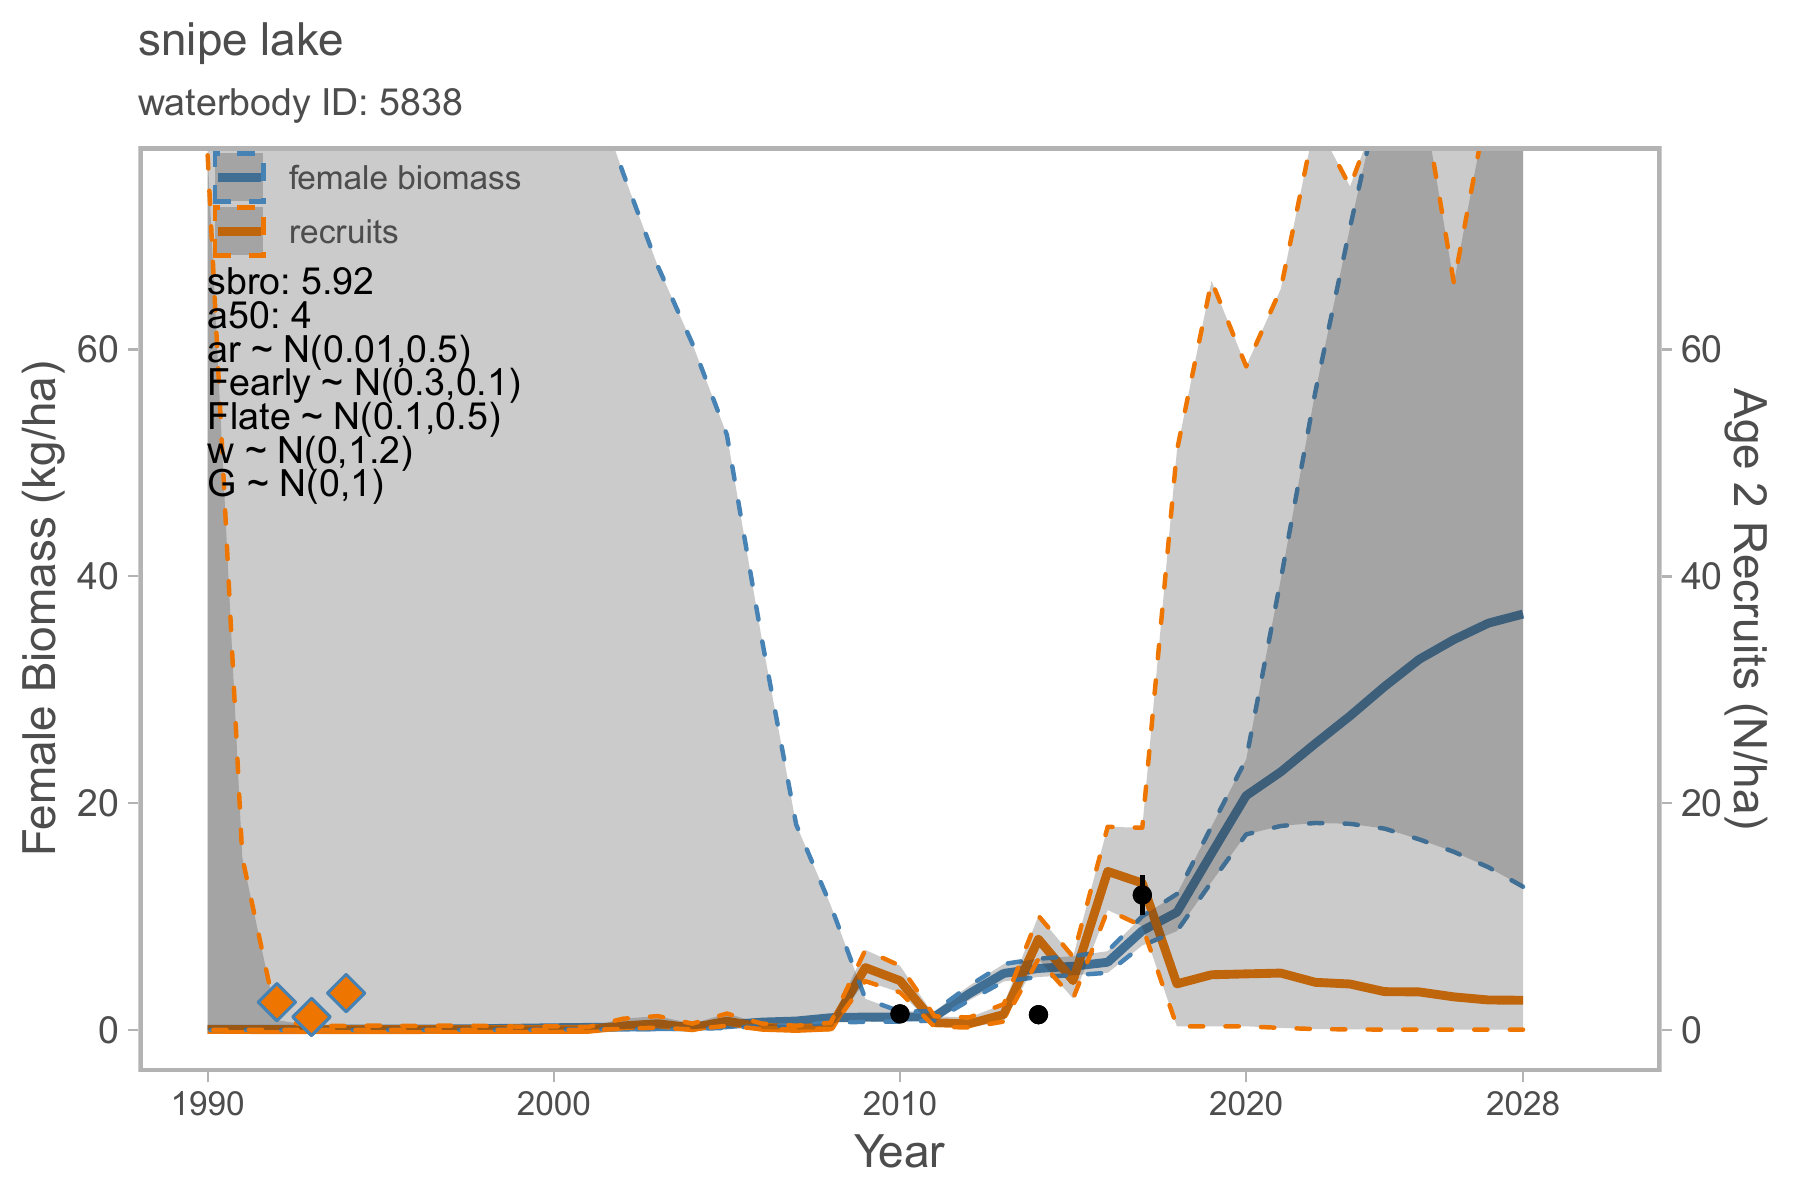 snipe lake
waterbody ID: 5838
female biomass
recruits
sbro: 5.92
a50: 4
ar ~ N(0.01,0.5)
Fearly ~ N(0.3,0.1)
Flate ~ N(0.1,0.5)
w ~ N(0,1.2)
G ~ N(0,1)
Female Biomass (kg/ha)
60
40
20
0
60
40
20
0
Age 2 Recruits (N/ha)
1990 2000 2010 2020 2028
Year